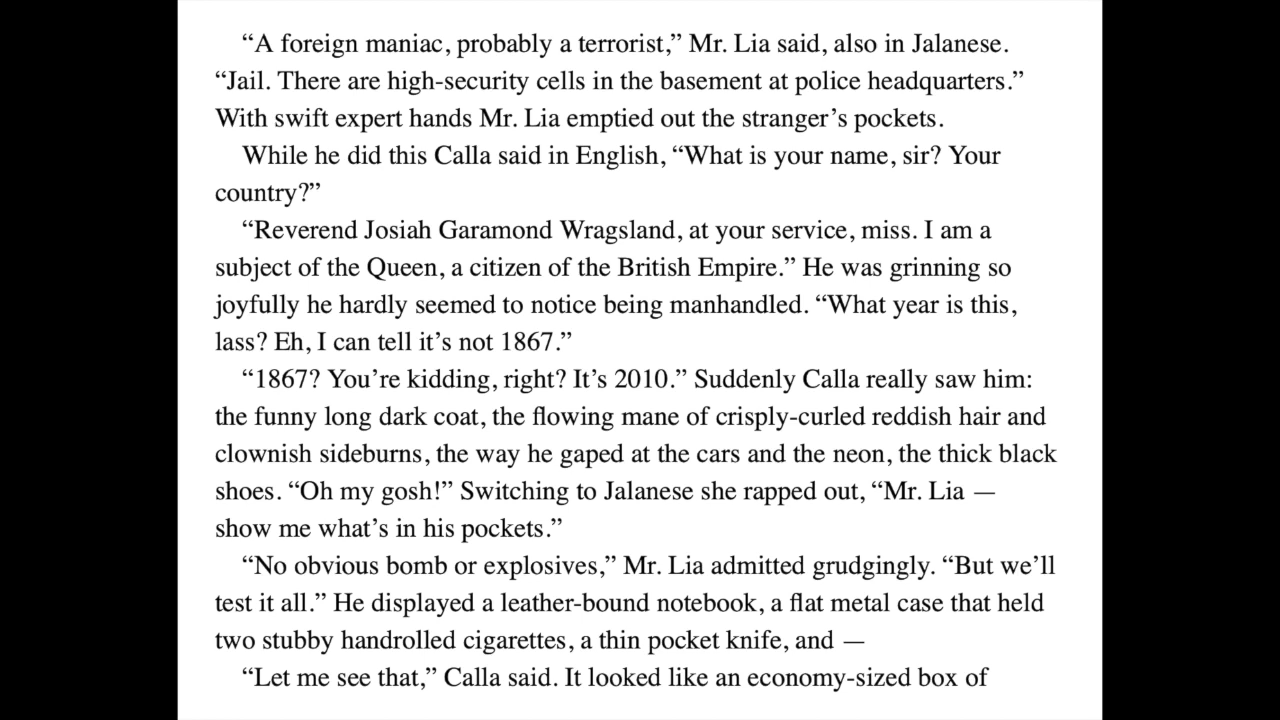 “A foreign maniac, probably a terrorist,” Mr. Lia said, also in Jalanese.
“Jail. There are high-security cells in the basement at police headquarters.”
With swift expert hands Mr. Lia emptied out the stranger’s pockets.
While he did this Calla said in English, “What is your name, sir? Your
country?”
“Reverend Josiah Garamond Wragsland, at your service, miss. I am a
subject of the Queen, a citizen of the British Empire.” He was grinning so
joyfully he hardly seemed to notice being manhandled. “What year is this,
lass? Eh, I can tell it’s not 1867.”
“1867? You’re kidding, right? It’s 2010.” Suddenly Calla really saw him:
the funny long dark coat, the flowing mane of crisply-curled reddish hair and
clownish sideburns, the way he gaped at the cars and the neon, the thick black
shoes. “Oh my gosh!” Switching to Jalanese she rapped out, “Mr. Lia —
show me what’s in his pockets.”
“No obvious bomb or explosives,” Mr. Lia admitted grudgingly. “But we’ll
test it all.” He displayed a leather-bound notebook, a flat metal case that held
two stubby handrolled cigarettes, a thin pocket knife, and —
“Let me see that,” Calla said. It looked like an economy-sized box of